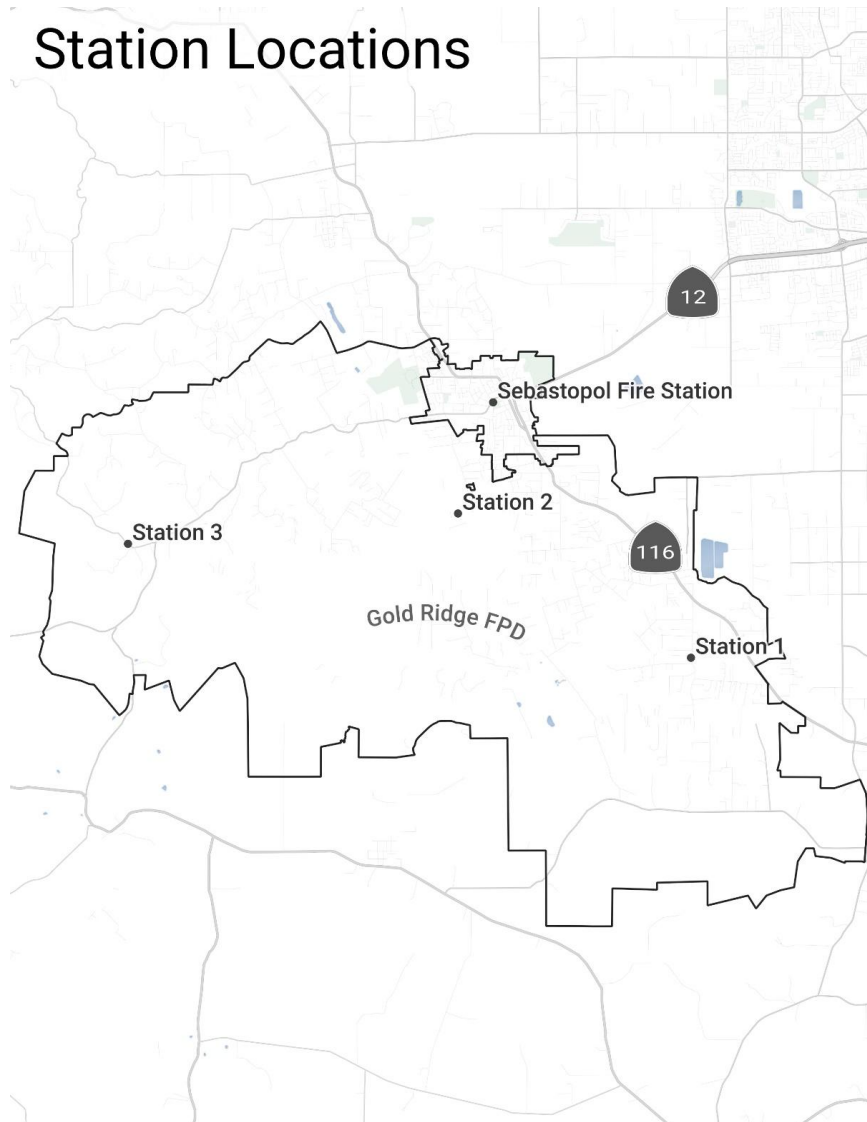 Station Locations
12
Sebastopol Fire Station
Station 2
Station 3
116
Gold Ridge FPD
Station 1